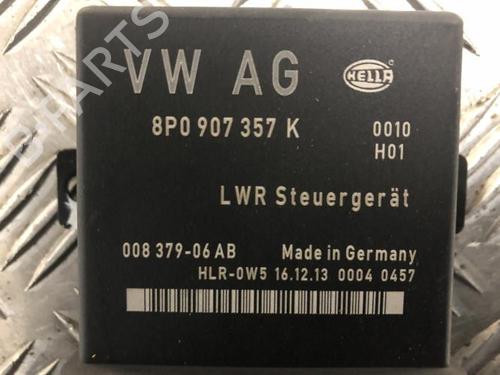 B-PARTS
VW AG
HELLA
8P0 907 357 K 0010
H01
LWR Steuergerät
008 379-06 AB Made in Germany
HLR-0W5 16.12.13 0004 0457